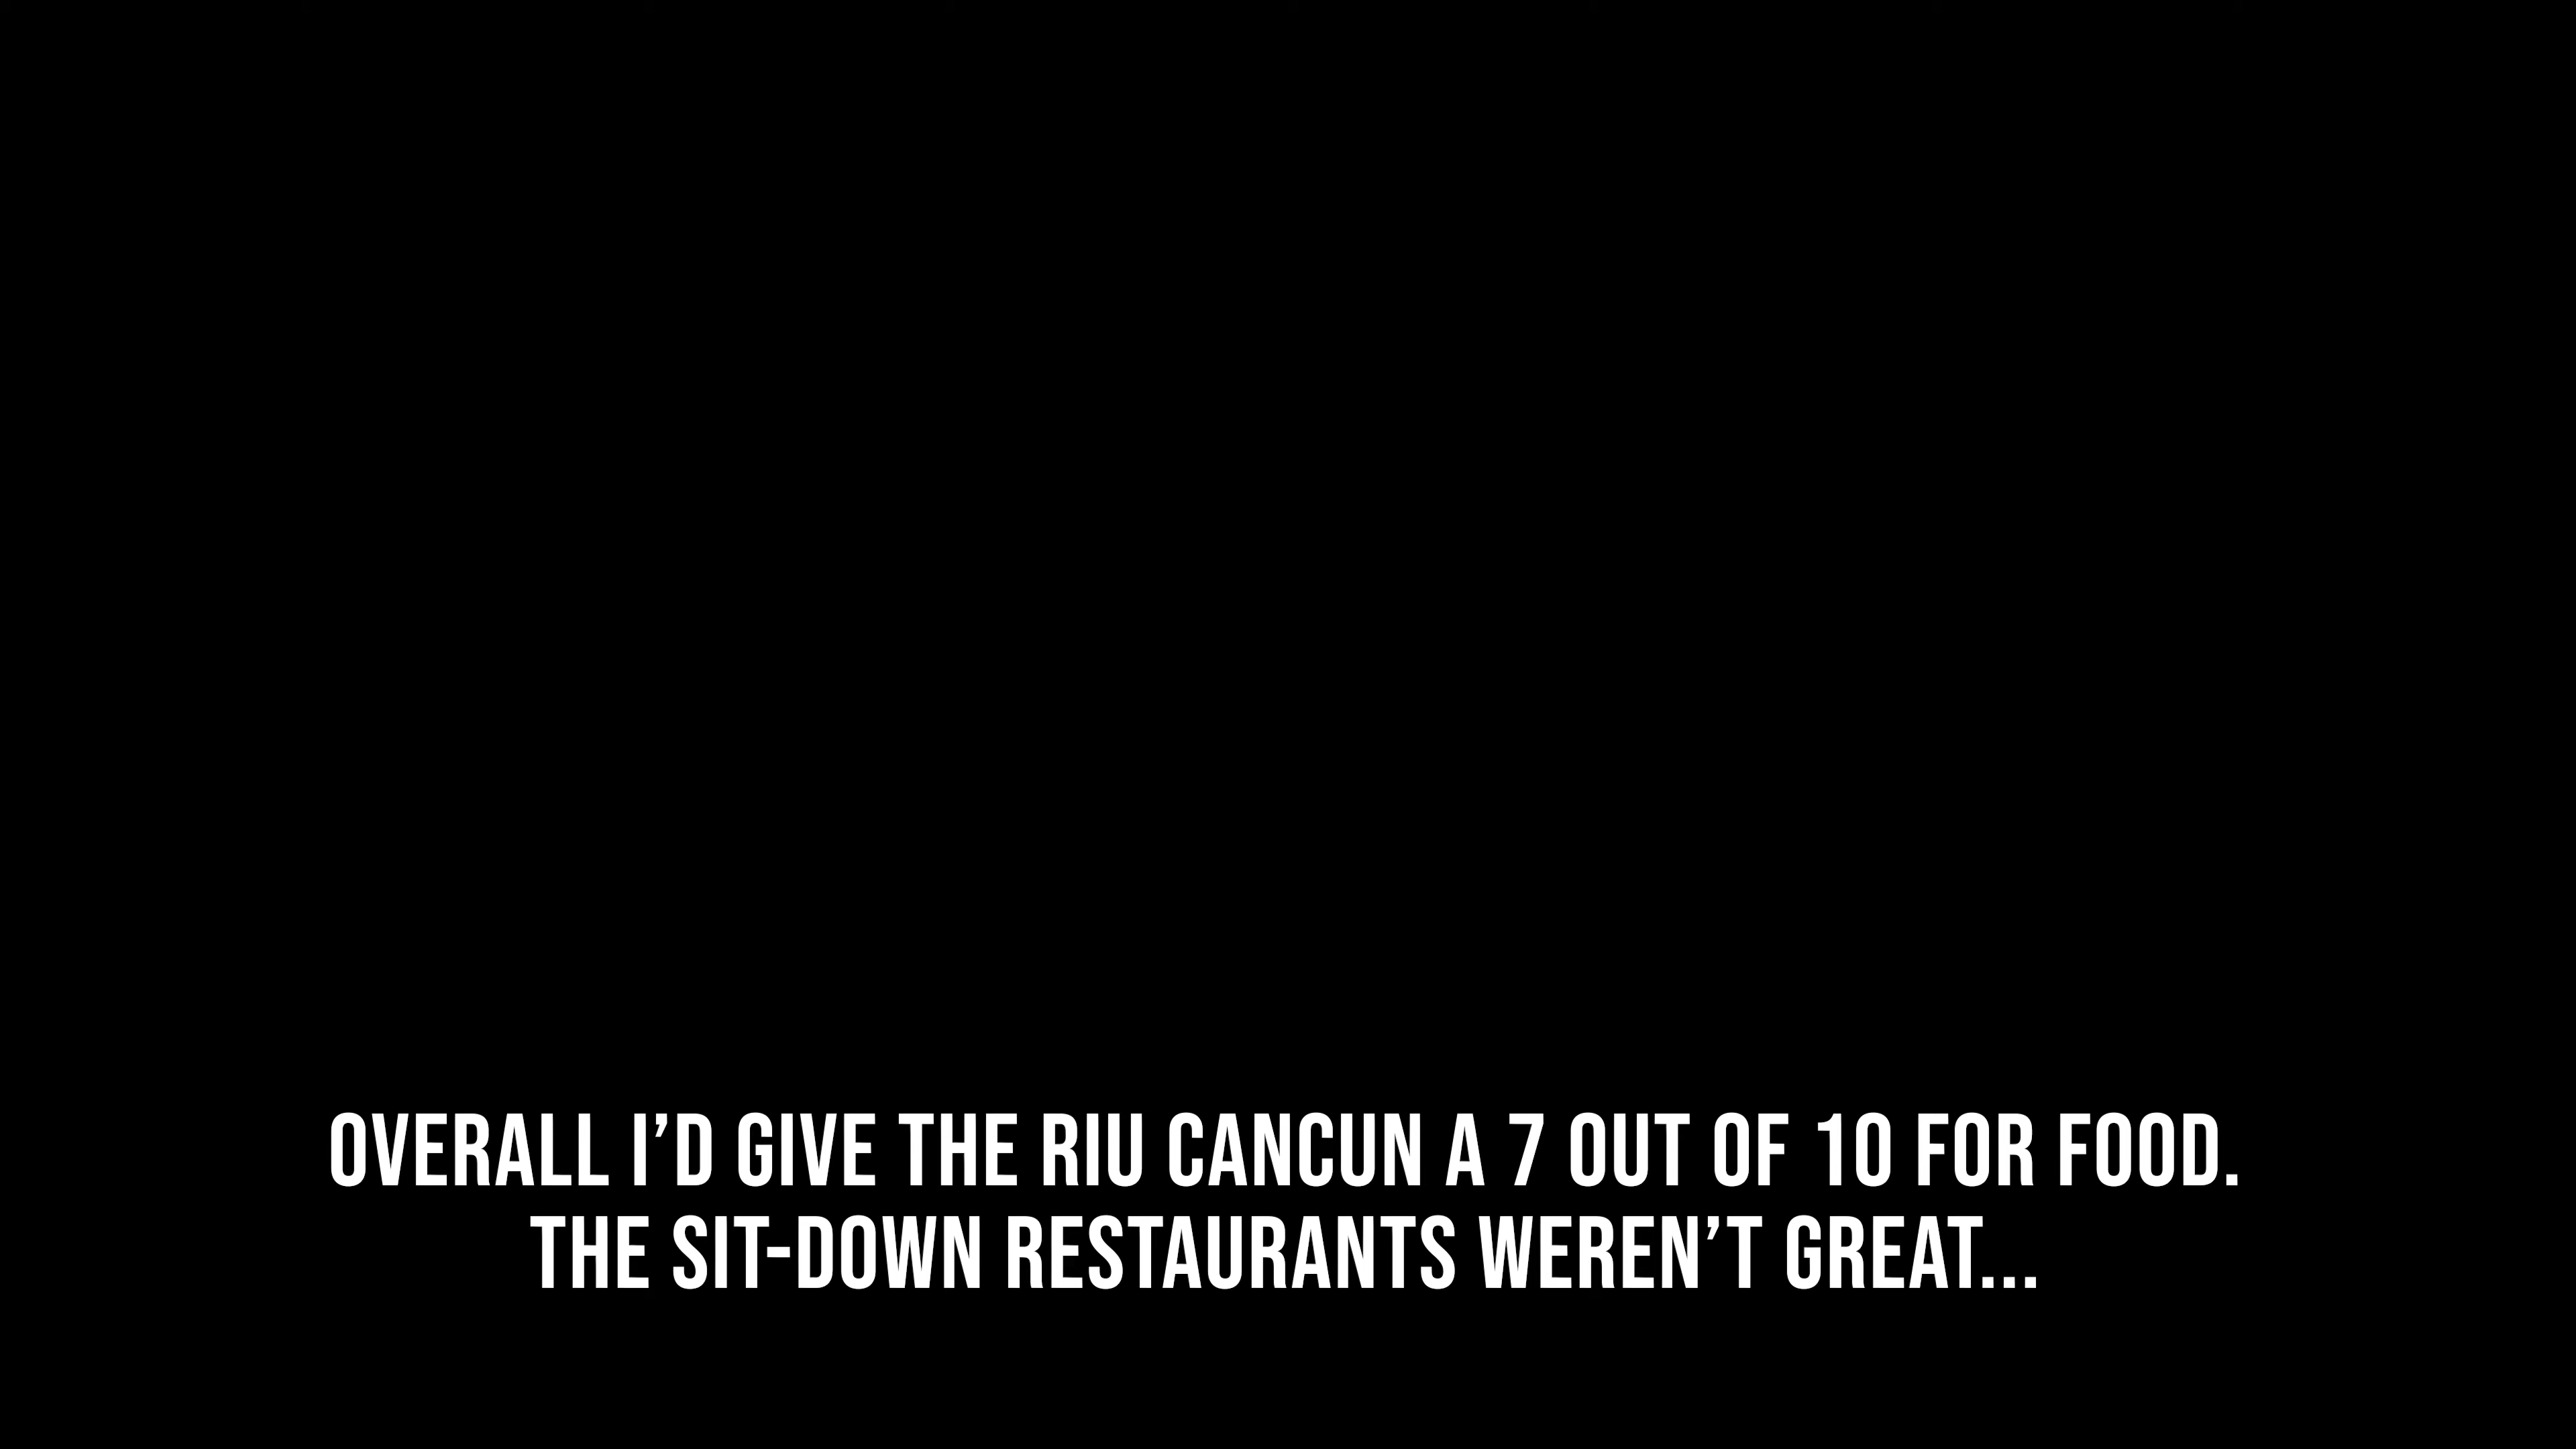 OVERALL I’D GIVE THE RIU CANCUN A 7 OUT OF 10 FOR FOOD.
THE SIT-DOWN RESTAURANTS WEREN’T GREAT...